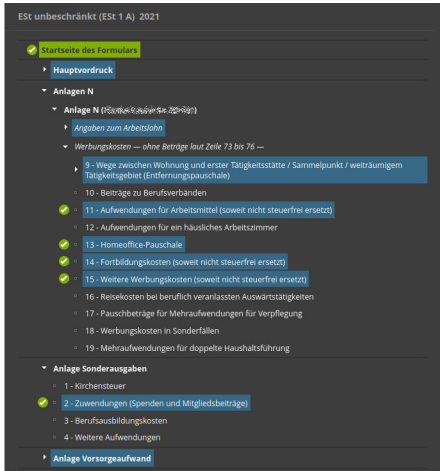 ESt unbeschränkt (ESt 1 A) 2021
Startseite des Formulars
Hauptvordruck
Anlagen N
Anlage N (
Angaben zum Arbeitslohn
Werbungskosten — ohne Beträge laut Zeile 73 bis 76 —
9 - Wege zwischen Wohnung und erster Tätigkeitsstätte / Sammelpunkt / weiträumigem
Tätigkeitsgebiet (Entfernungspauschale)
10 - Beiträge zu Berufsverbänden
11 - Aufwendungen für Arbeitsmittel (soweit nicht steuerfrei ersetzt)
12 - Aufwendungen für ein häusliches Arbeitszimmer
13 - Homeoffice-Pauschale
14 - Fortbildungskosten (soweit nicht steuerfrei ersetzt)
15 - Weitere Werbungskosten (soweit nicht steuerfrei ersetzt)
16 - Reisekosten bei beruflich veranlassten Auswärtstätigkeiten
17 - Pauschbeträge für Mehraufwendungen für Verpflegung
18 - Werbungskosten in Sonderfällen
19 - Mehraufwendungen für doppelte Haushaltsführung
Anlage Sonderausgaben
1 - Kirchensteuer
2 - Zuwendungen (Spenden und Mitgliedsbeiträge)
3 - Berufsausbildungskosten
4 - Weitere Aufwendungen
Anlage Vorsorgeaufwand